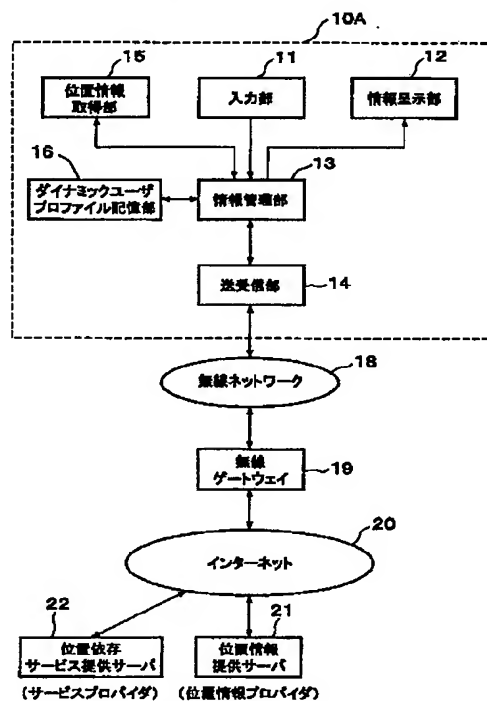 10A
15
11
12
位置情報
取得部
入力部
情報呈示部
16
13
ダイナミックユーザ
プロファイル記憶部
情報管理部
送受信部
14
18
無線ネットワーク
無線
ゲートウェイ
19
20
インターネット
22
21
位置依存
サービス提供サーバ
位置情報
提供サーバ
(サービスプロバイダ)
(位置情報プロバイダ)